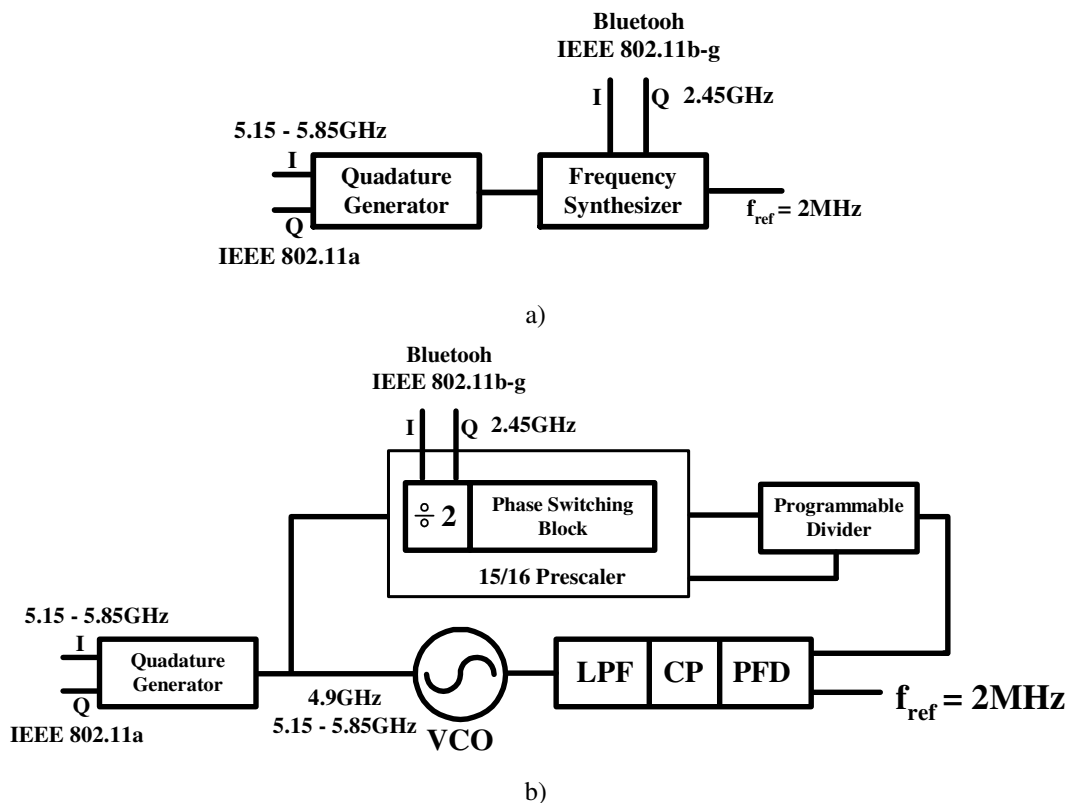 Bluetooh
IEEE 802.11b-g
I
Q 2.45GHz
5.15 - 5.85GHz
I
Quadature
Generator
Frequency
Synthesizer
f_ref = 2MHz
Q
IEEE 802.11a
a)
Bluetooh
IEEE 802.11b-g
I
Q 2.45GHz
÷ 2
Phase Switching
Block
15/16 Prescaler
Programmable
Divider
5.15 - 5.85GHz
I
Quadature
Generator
Q
IEEE 802.11a
4.9GHz
5.15 - 5.85GHz
VCO
LPF CP PFD
f_ref = 2MHz
b)